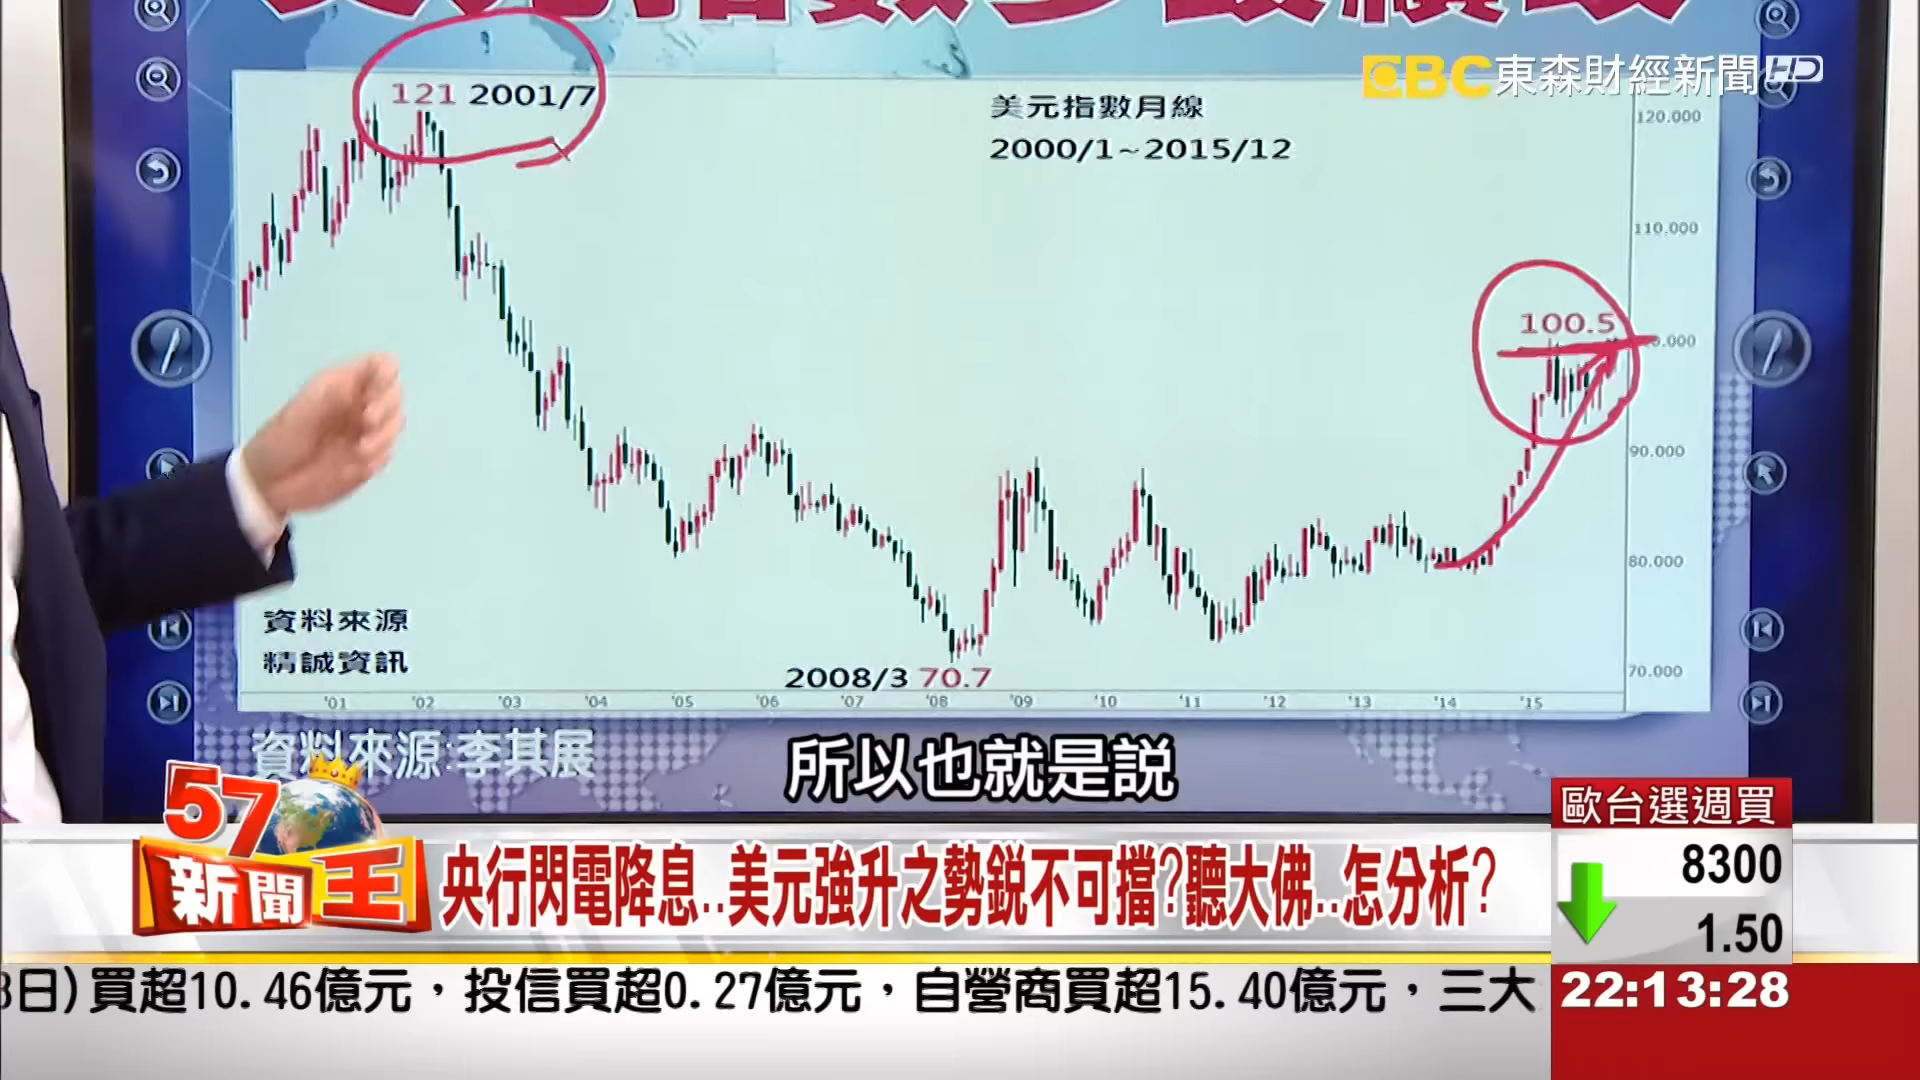 EBC 東森財經新聞 HD
121 2001/7
美元指數月線
2000/1~2015/12
120.000
110.000
100.5
90.000
80.000
70.000
資料來源
精誠資訊
2008/3 70.7
'01 '02 '03 '04 '05 '06 '07 '08 '09 '10 '11 '12 '13 '14 '15
資料來源:李其展
所以也就是説
57
新聞王
央行閃電降息..美元強升之勢銳不可擋?聽大佛..怎分析?
歐台選週買
8300
1.50
日)買超10.46億元，投信買超0.27億元，自營商買超15.40億元，三大
22:13:28